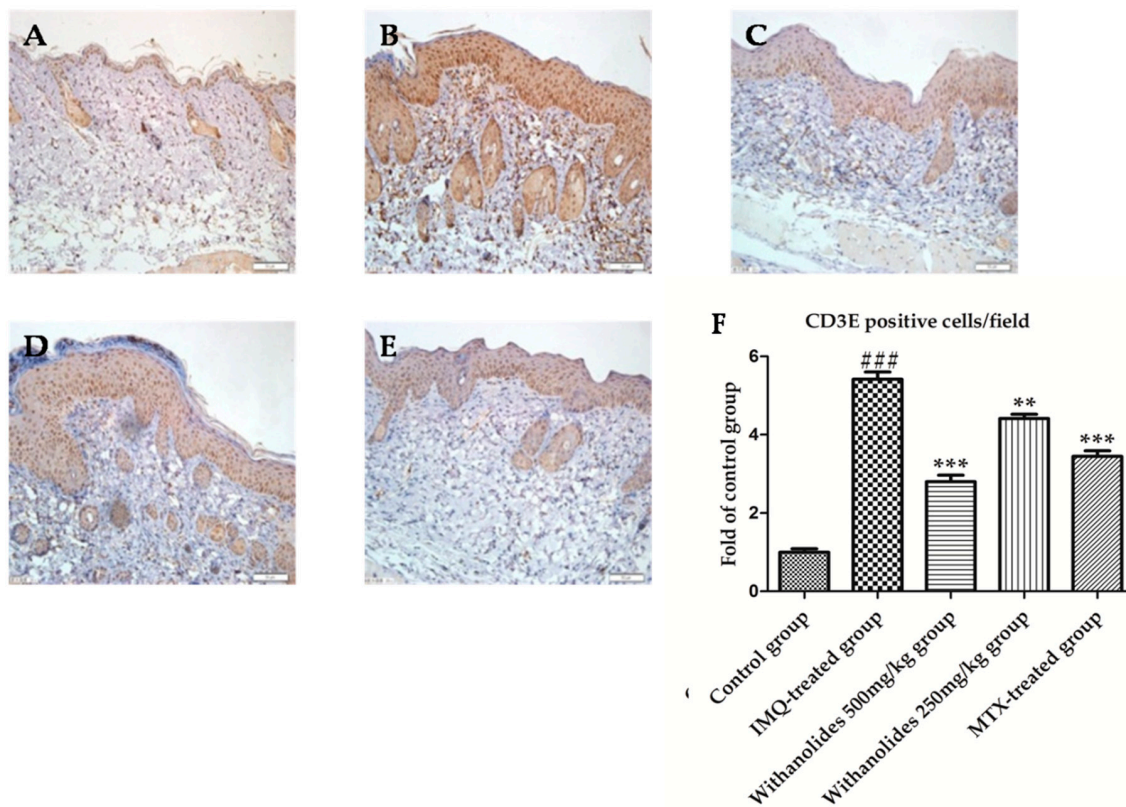 A
B
C
D
E
F
CD3E positive cells/field
Fold of control group
6
4
2
0
###
***
**
***
Control group
IMQ-treated group
Withanolides 500mg/kg group
Withanolides 250mg/kg group
MTX-treated group